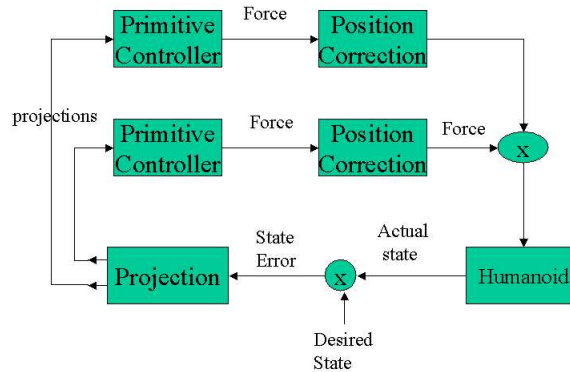 Force
Primitive
Controller
Position
Correction
projections
Force
Force
Primitive
Controller
Position
Correction
x
State
Error
Actual
state
Projection
x
Humanoid
Desired
State